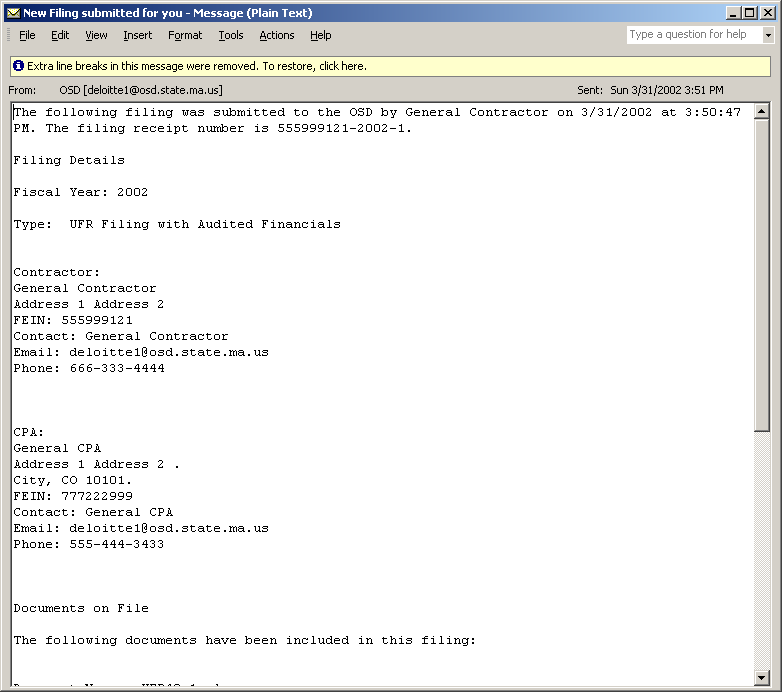 New Filing submitted for you - Message (Plain Text)
File Edit View Insert Format Tools Actions Help Type a question for help
Extra line breaks in this message were removed. To restore, click here.
From: OSD [deloitte1@osd.state.ma.us] Sent: Sun 3/31/2002 3:51 PM
The following filing was submitted to the OSD by General Contractor on 3/31/2002 at 3:50:47
PM. The filing receipt number is 555999121-2002-1.
Filing Details
Fiscal Year: 2002
Type: UFR Filing with Audited Financials
Contractor:
General Contractor
Address 1 Address 2
FEIN: 555999121
Contact: General Contractor
Email: deloitte1@osd.state.ma.us
Phone: 666-333-4444
CPA:
General CPA
Address 1 Address 2 .
City, CO 10101.
FEIN: 777222999
Contact: General CPA
Email: deloitte1@osd.state.ma.us
Phone: 555-444-3433
Documents on File
The following documents have been included in this filing: